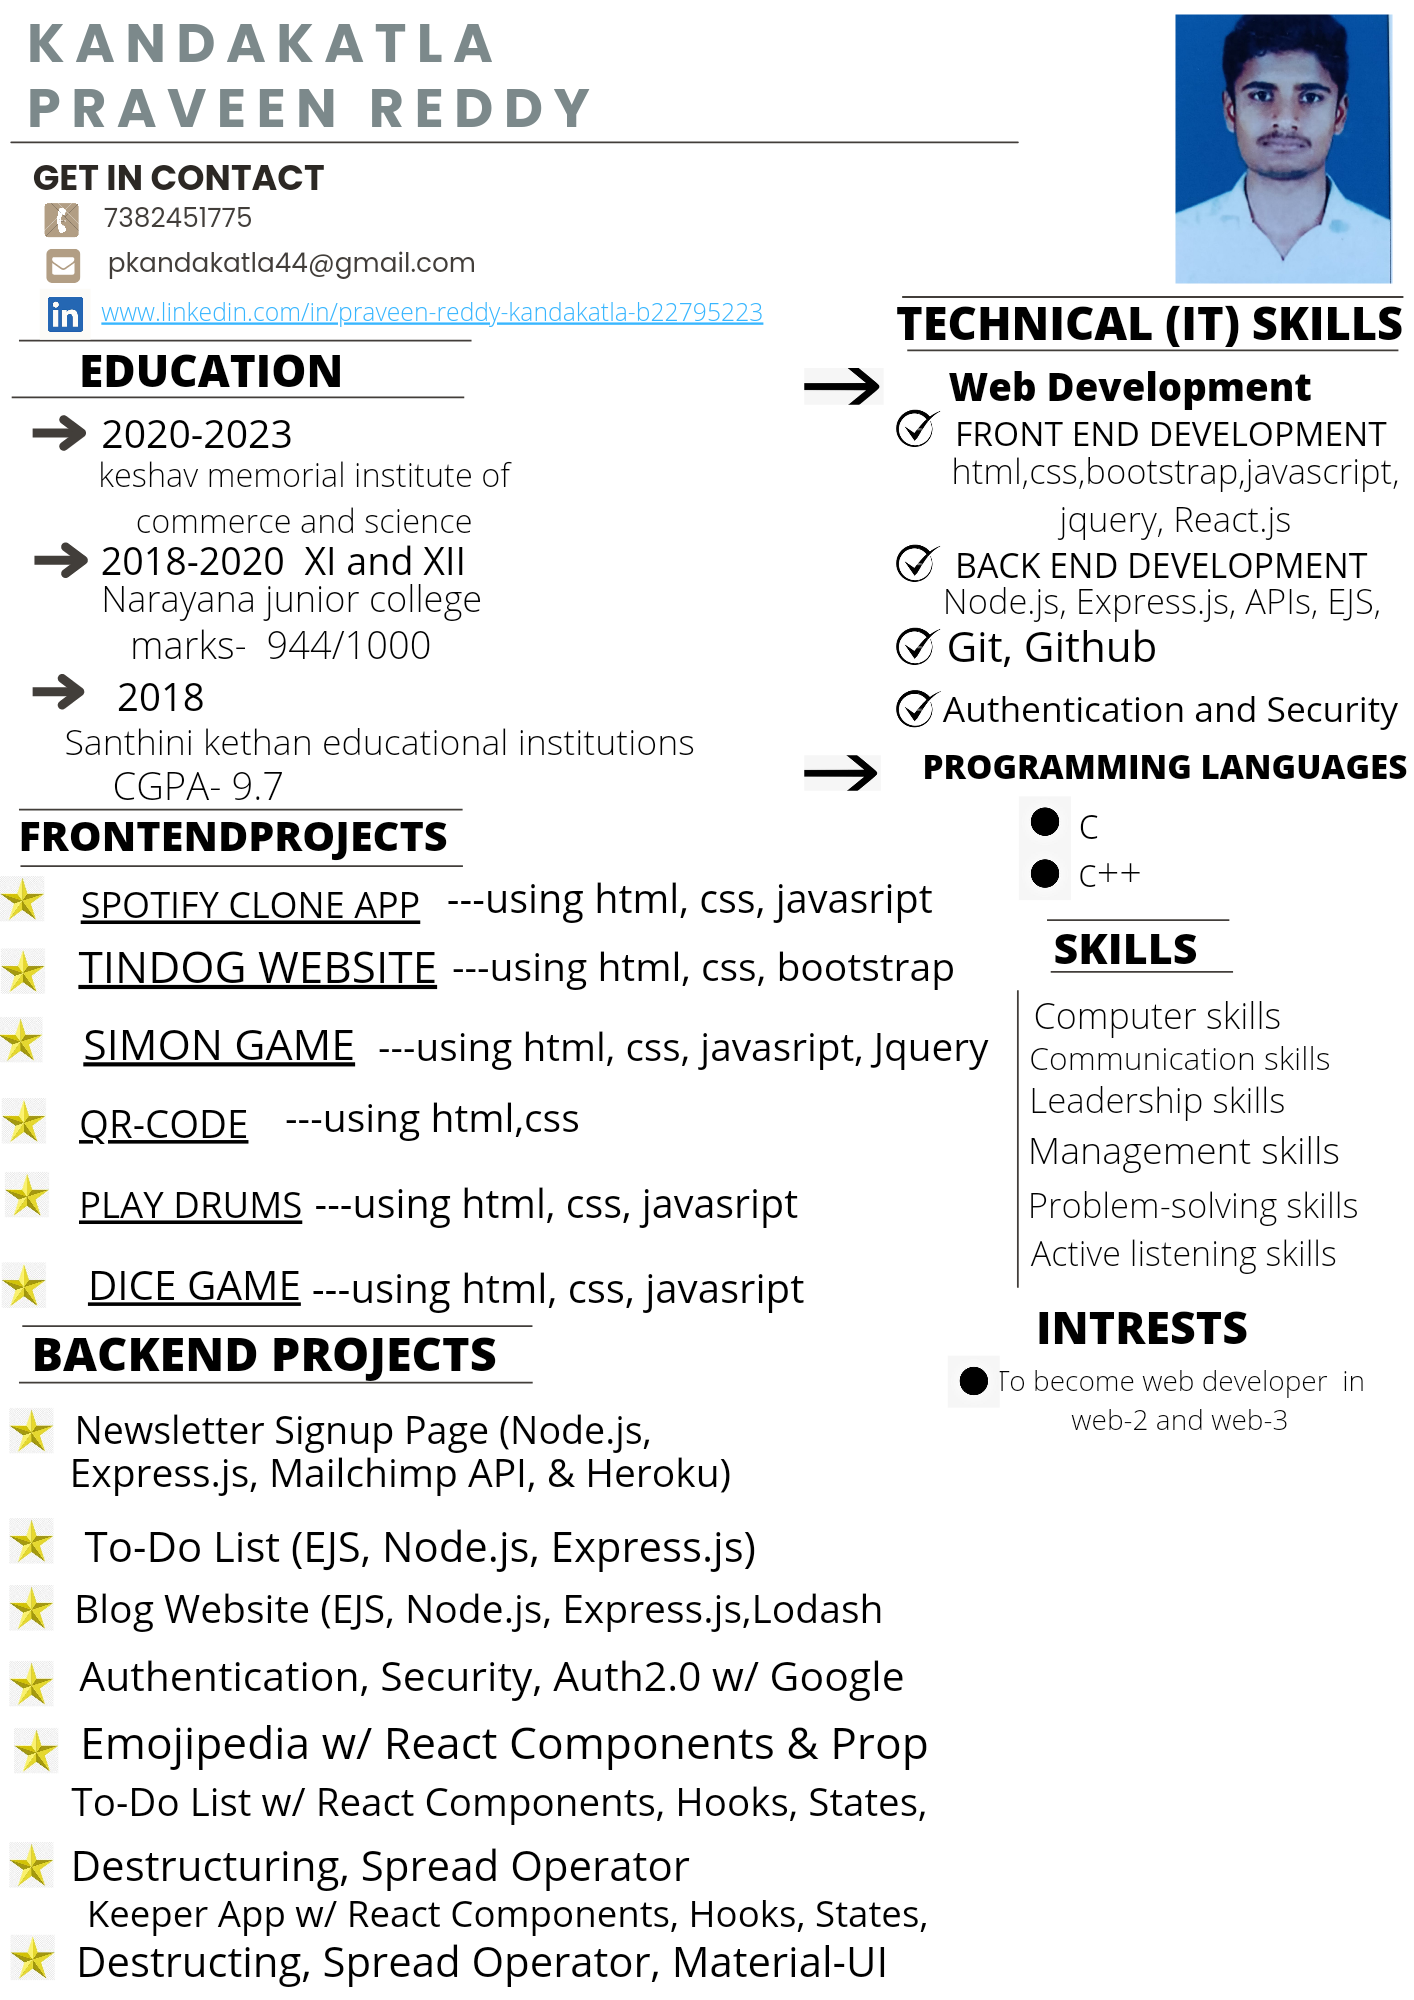 KANDAKATLA
PRAVEEN REDDY
GET IN CONTACT
7382451775
pkandakatla44@gmail.com
in www.linkedin.com/in/praveen-reddy-kandakatla-b22795223
EDUCATION
2020-2023
keshav memorial institute of
commerce and science
2018-2020 XI and XII
Narayana junior college
marks- 944/1000
2018
Santhini kethan educational institutions
CGPA- 9.7
FRONTENDPROJECTS
SPOTIFY CLONE APP ---using html, css, javasript
TINDOG WEBSITE ---using html, css, bootstrap
SIMON GAME ---using html, css, javasript, Jquery
QR-CODE ---using html,css
PLAY DRUMS ---using html, css, javasript
DICE GAME ---using html, css, javasript
BACKEND PROJECTS
Newsletter Signup Page (Node.js,
Express.js, Mailchimp API, & Heroku)
To-Do List (EJS, Node.js, Express.js)
Blog Website (EJS, Node.js, Express.js,Lodash
Authentication, Security, Auth2.0 w/ Google
Emojipedia w/ React Components & Prop
To-Do List w/ React Components, Hooks, States,
Destructuring, Spread Operator
Keeper App w/ React Components, Hooks, States,
Destructing, Spread Operator, Material-UI
TECHNICAL (IT) SKILLS
Web Development
FRONT END DEVELOPMENT
html,css,bootstrap,javascript,
jquery, React.js
BACK END DEVELOPMENT
Node.js, Express.js, APIs, EJS,
Git, Github
Authentication and Security
PROGRAMMING LANGUAGES
C
C++
SKILLS
Computer skills
Communication skills
Leadership skills
Management skills
Problem-solving skills
Active listening skills
INTRESTS
To become web developer in
web-2 and web-3